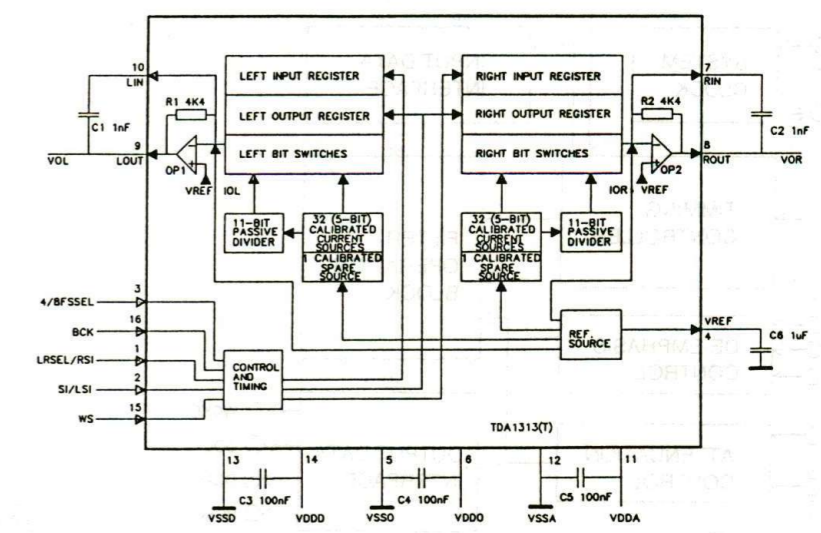 10
LIN
LEFT INPUT REGISTER
LEFT OUTPUT REGISTER
LEFT BIT SWITCHES
RIGHT INPUT REGISTER
RIGHT OUTPUT REGISTER
RIGHT BIT SWITCHES
7
RIN
R1 4K4
C1 1nF
R2 4K4
C2 1nF
VOL
9
LOUT
OP1
VREF
IOL
IOR
VREF
OP2
8
ROUT
VOR
11-BIT
PASSIVE
DIVIDER
32 (5-BIT)
CALIBRATED
CURRENT
SOURCES
1 CALIBRATED
SPARE
SOURCE
32 (5-BIT)
CALIBRATED
CURRENT
SOURCES
1 CALIBRATED
SPARE
SOURCE
11-BIT
PASSIVE
DIVIDER
3
4/8FSSEL
16
BCK
1
LRSEL/RSI
2
SI/LSI
15
WS
CONTROL
AND
TIMING
REF.
SOURCE
VREF
4
C6 1uF
TDA1313(T)
13
14
5
6
12
11
C3 100nF
C4 100nF
C5 100nF
VSSD
VDDD
VSSO
VDDO
VSSA
VDDA